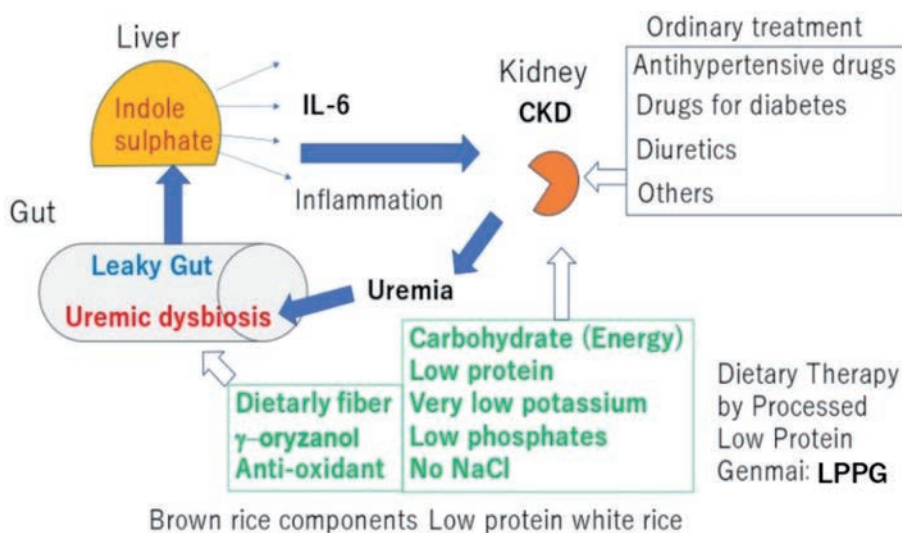 Liver
Indole
sulphate
IL-6
Inflammation
Kidney
CKD
Ordinary treatment
Antihypertensive drugs
Drugs for diabetes
Diuretics
Others
Gut
Leaky Gut
Uremic dysbiosis
Uremia
Dietarly fiber
γ-oryzanol
Anti-oxidant
Carbohydrate (Energy)
Low protein
Very low potassium
Low phosphates
No NaCl
Dietary Therapy
by Processed
Low Protein
Genmai: LPPG
Brown rice components Low protein white rice